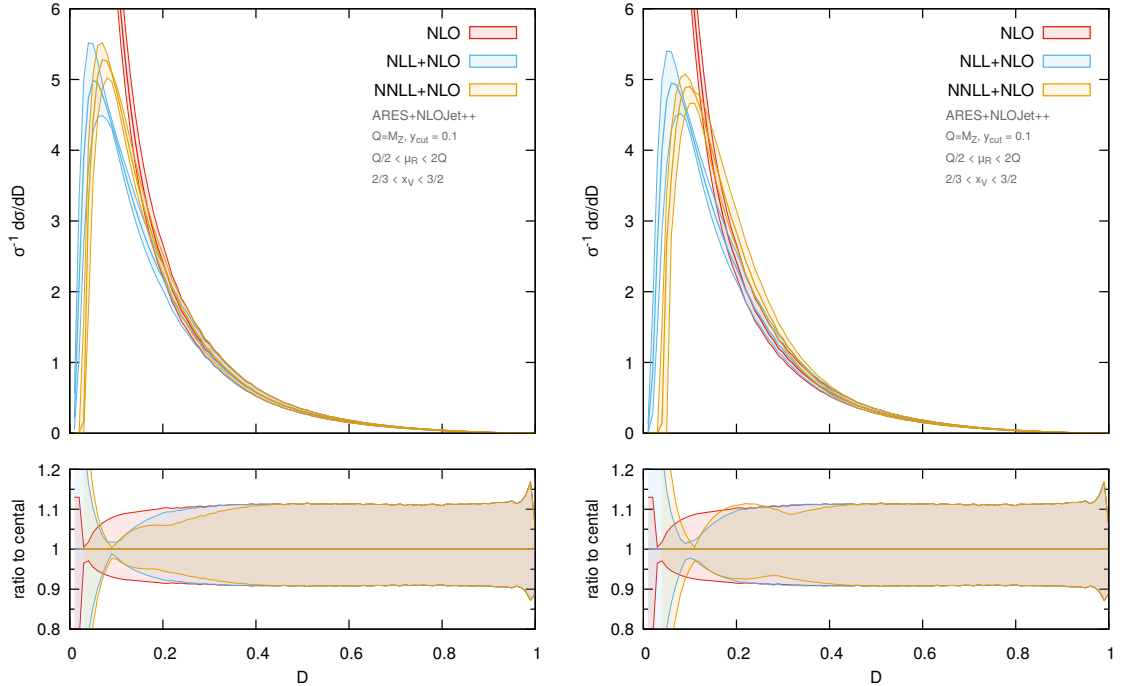 6
5
4
3
2
1
0
σ⁻¹ dσ/dD
NLO
NLL+NLO
NNLL+NLO
ARES+NLOJet++
Q=M_Z, y_cut = 0.1
Q/2 < μ_R < 2Q
2/3 < x_V < 3/2
1.2
1.1
1
0.9
0.8
ratio to cental
0
0.2
0.4
0.6
0.8
1
D
6
5
4
3
2
1
0
σ⁻¹ dσ/dD
NLO
NLL+NLO
NNLL+NLO
ARES+NLOJet++
Q=M_Z, y_cut = 0.1
Q/2 < μ_R < 2Q
2/3 < x_V < 3/2
1.2
1.1
1
0.9
0.8
ratio to cental
0
0.2
0.4
0.6
0.8
1
D